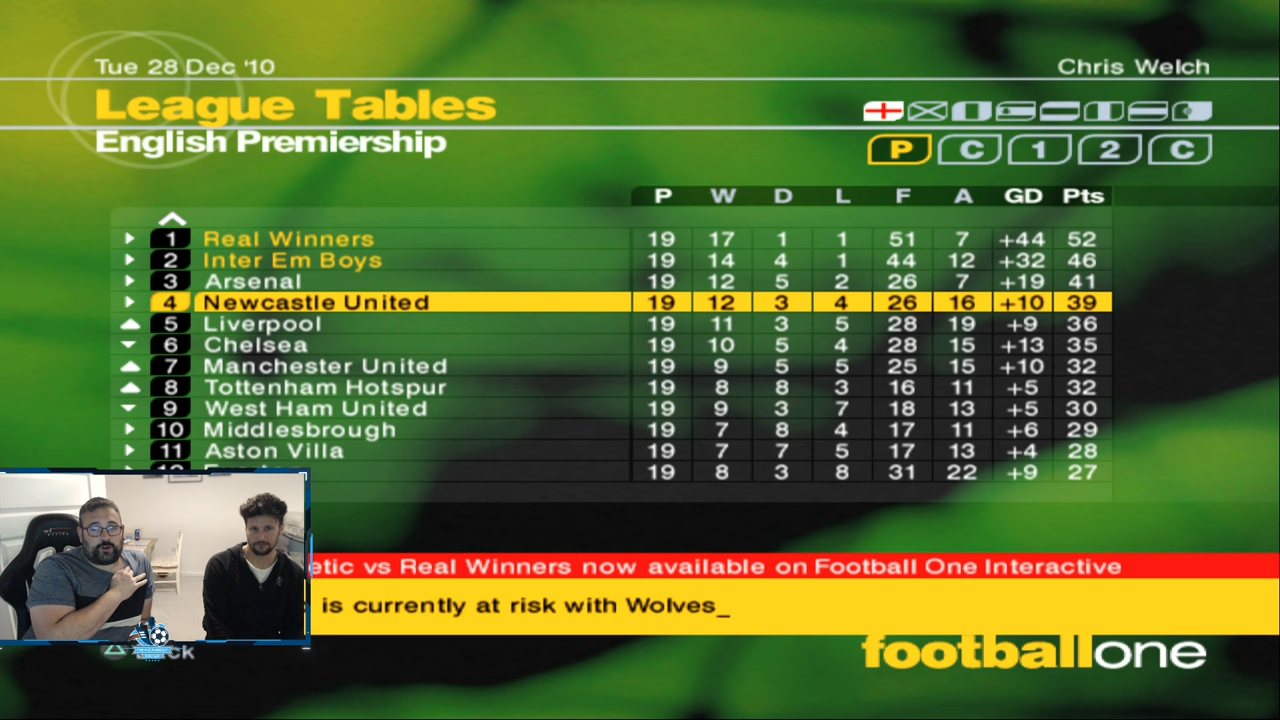 Tue 28 Dec '10 Chris Welch
League Tables
English Premiership P C 1 2 C
P W D L F A GD Pts
1 Real Winners 19 17 1 1 51 7 +44 52
2 Inter Em Boys 19 14 4 1 44 12 +32 46
3 Arsenal 19 12 5 2 26 7 +19 41
4 Newcastle United 19 12 3 4 26 16 +10 39
5 Liverpool 19 11 3 5 28 19 +9 36
6 Chelsea 19 10 5 4 28 15 +13 35
7 Manchester United 19 9 5 5 25 15 +10 32
8 Tottenham Hotspur 19 8 8 3 16 11 +5 32
9 West Ham United 19 9 3 7 18 13 +5 30
10 Middlesbrough 19 7 8 4 17 11 +6 29
11 Aston Villa 19 7 7 5 17 13 +4 28
19 8 3 8 31 22 +9 27
etic vs Real Winners now available on Football One Interactive
is currently at risk with Wolves_
ck
footballone